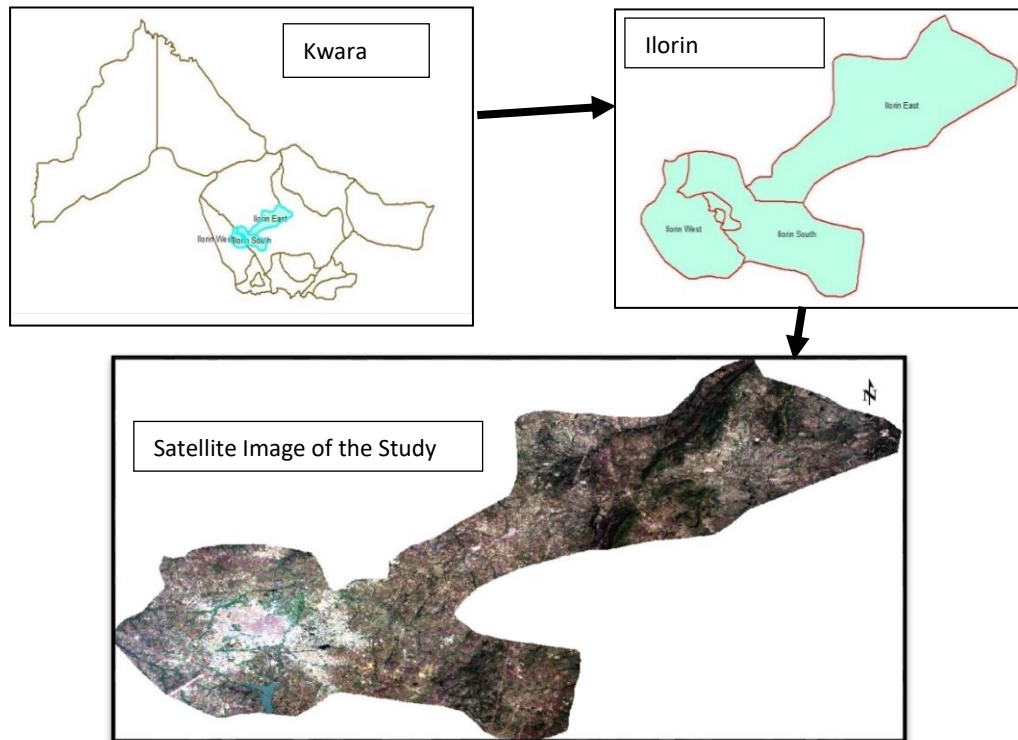 Kwara
Ilorin East
Ilorin West
Ilorin South
Ilorin
Ilorin East
Ilorin West
Ilorin South
Satellite Image of the Study
N